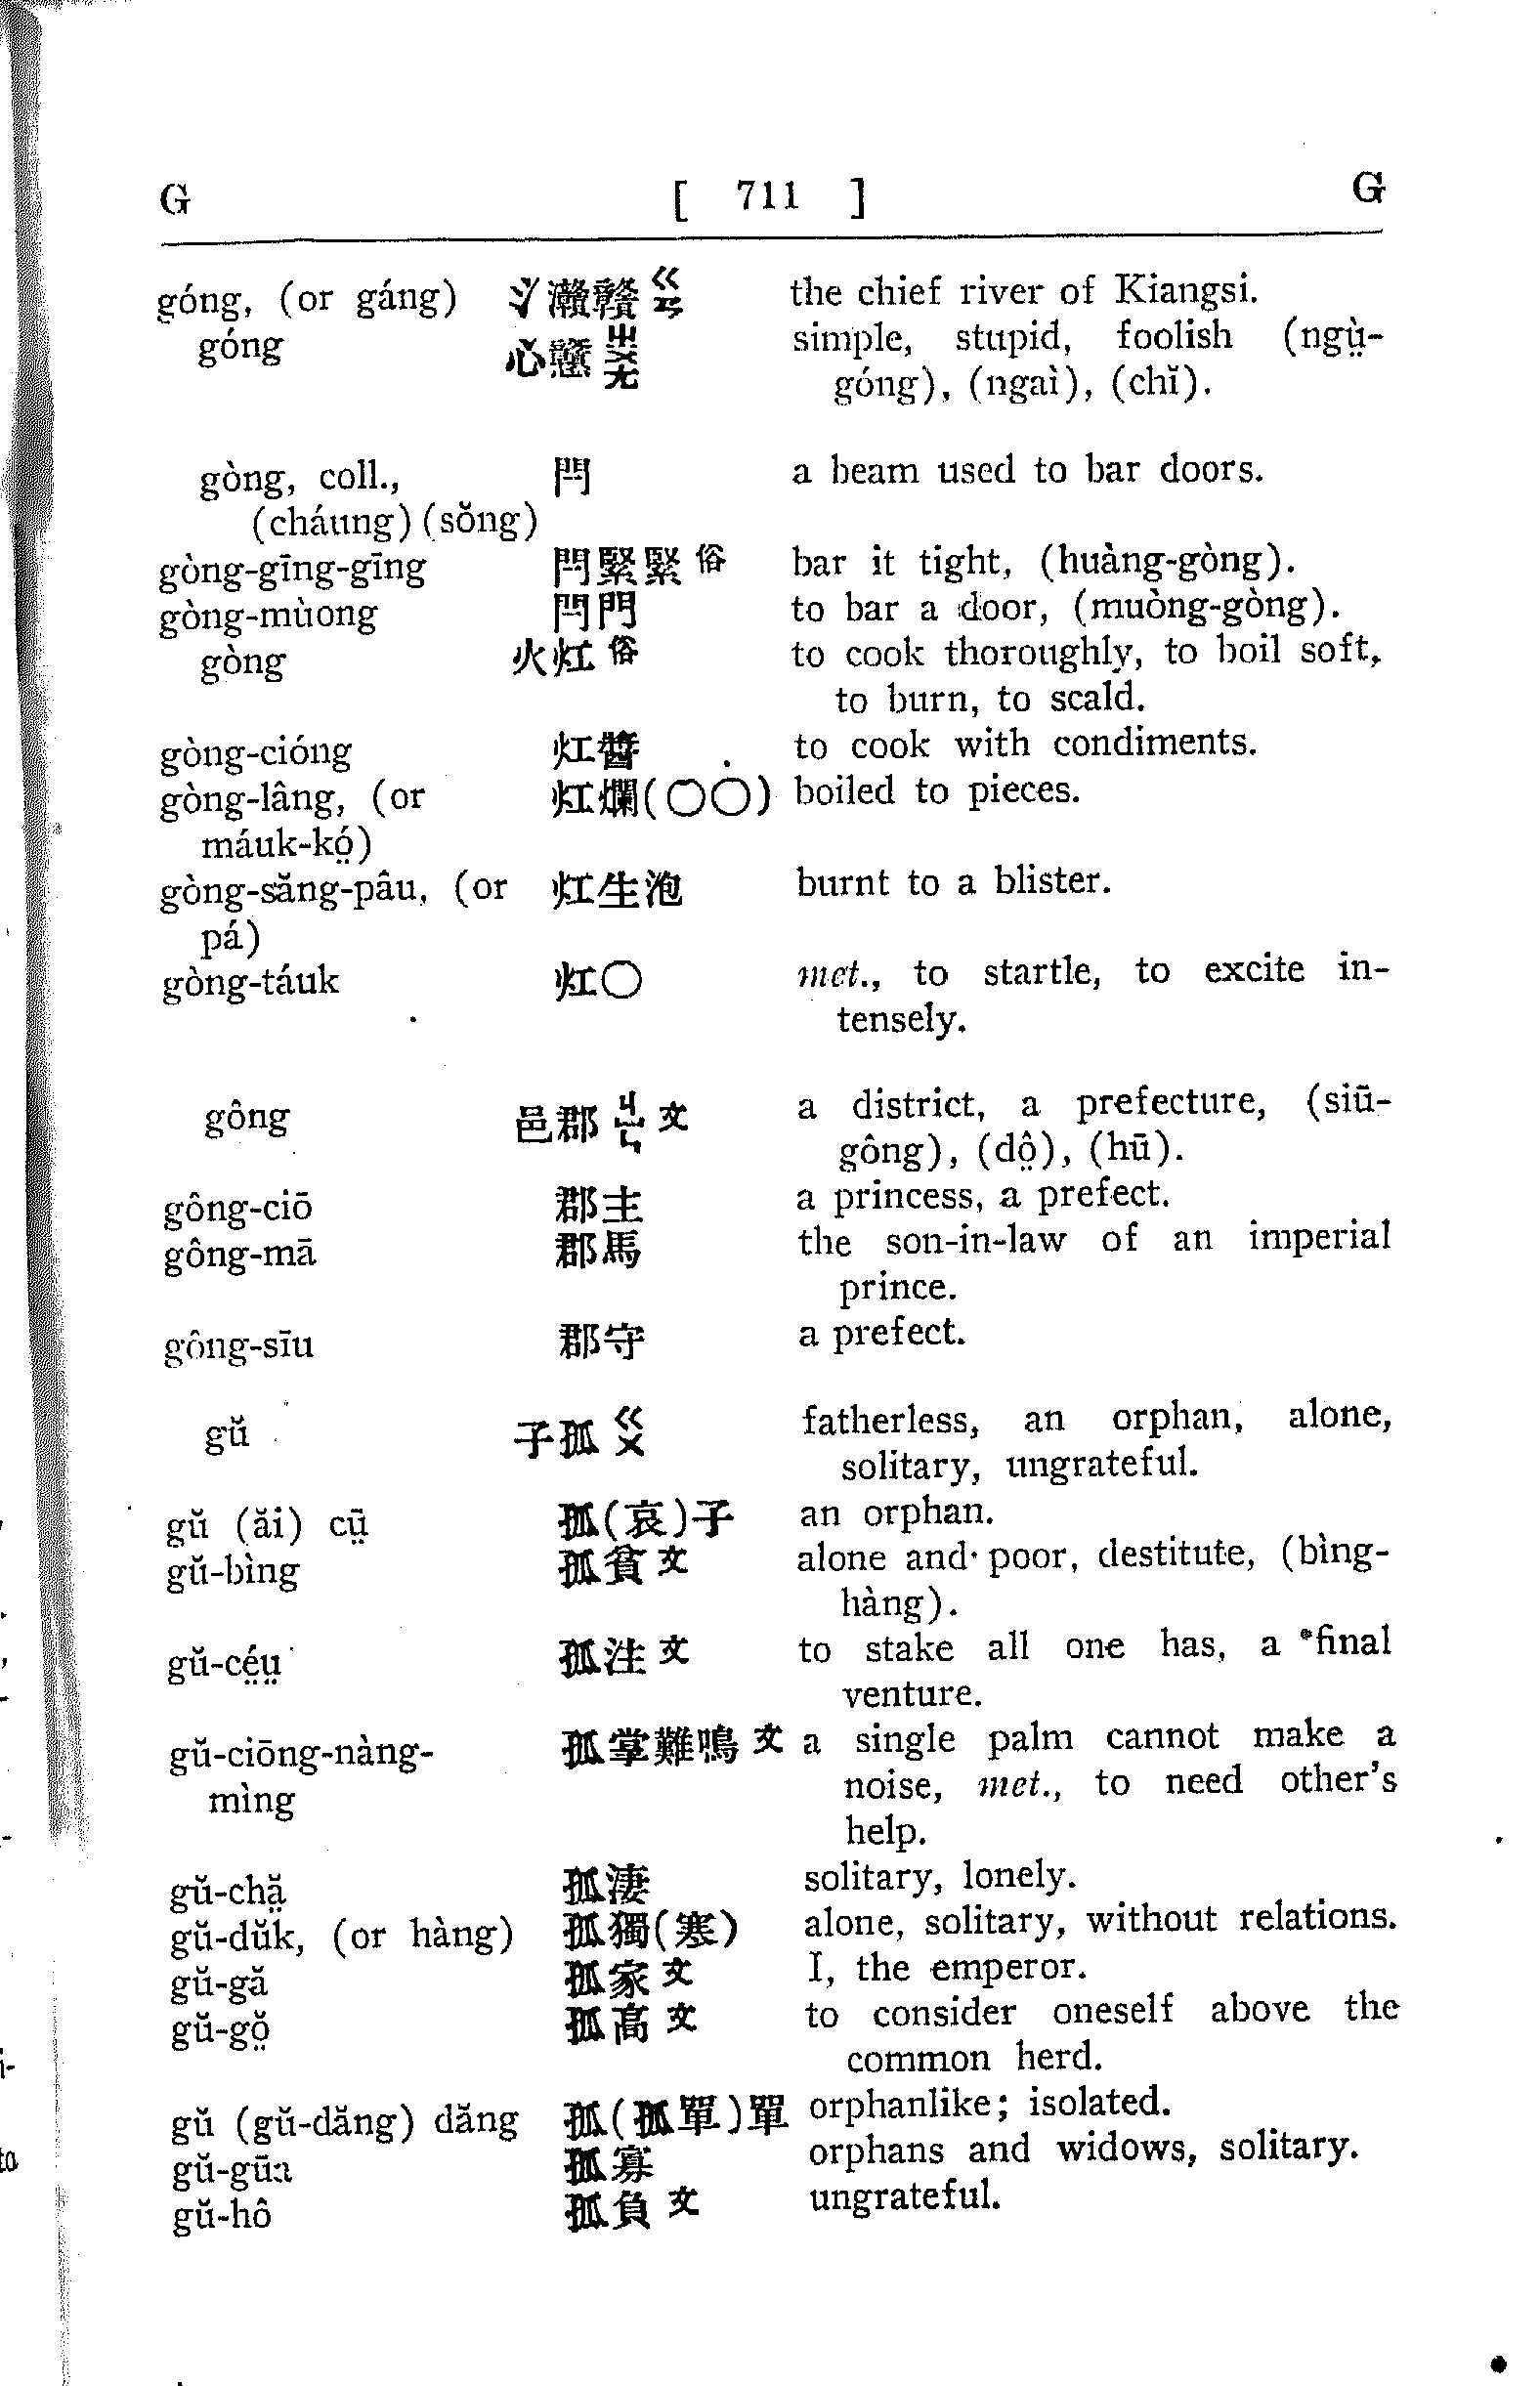 G [ 711 ] G
góng, (or gáng) 氵灨贛 ㄍㄢ the chief river of Kiangsi.
góng 心戇 ㄓㄨㄤ simple, stupid, foolish (ngṳ̀-
góng), (ngaì), (chĭ).
gòng, coll., 閂 a beam used to bar doors.
(cháung) (sŏng)
gòng-gīng-gīng 閂緊緊 俗 bar it tight, (huàng-gòng).
gòng-mùong 閂門 to bar a door, (muòng-gòng).
gòng 火灴 俗 to cook thoroughly, to boil soft,
to burn, to scald.
gòng-cióng 灴醬 to cook with condiments.
gòng-lâng, (or 灴爛(〇〇) boiled to pieces.
máuk-kó̤)
gòng-săng-pâu, (or 灴生泡 burnt to a blister.
pá)
gòng-táuk 灴〇 met., to startle, to excite in-
tensely.
gông 邑郡 ㄐㄩㄣ 文 a district, a prefecture, (siū-
gông), (dô̤), (hū).
gông-ciō 郡主 a princess, a prefect.
gông-mā 郡馬 the son-in-law of an imperial
prince.
gông-sīu 郡守 a prefect.
gŭ 子孤 ㄍㄨ fatherless, an orphan, alone,
solitary, ungrateful.
gŭ (ăi) cṳ̄ 孤(哀)子 an orphan.
gŭ-bìng 孤貧 文 alone and poor, destitute, (bìng-
hàng).
gŭ-cé̤ṳ 孤注 文 to stake all one has, a final
venture.
gŭ-ciōng-nàng- 孤掌難鳴 文 a single palm cannot make a
mìng noise, met., to need other's
help.
gŭ-chă̤ 孤淒 solitary, lonely.
gŭ-dŭk, (or hàng) 孤獨(寒) alone, solitary, without relations.
gŭ-gă 孤家 文 I, the emperor.
gŭ-gŏ̤ 孤高 文 to consider oneself above the
common herd.
gŭ (gŭ-dăng) dăng 孤(孤單)單 orphanlike; isolated.
gŭ-gūa 孤寡 orphans and widows, solitary.
gŭ-hô 孤負 文 ungrateful.